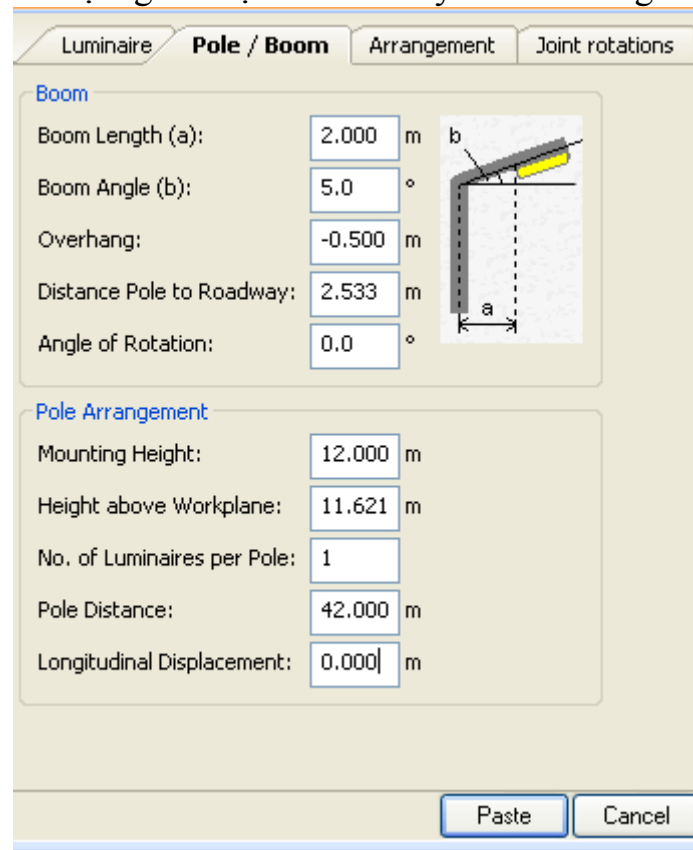 Luminaire Pole / Boom Arrangement Joint rotations
Boom
Boom Length (a): 2.000 m
b
Boom Angle (b): 5.0 °
Overhang: -0.500 m
Distance Pole to Roadway: 2.533 m
a
Angle of Rotation: 0.0 °
Pole Arrangement
Mounting Height: 12.000 m
Height above Workplane: 11.621 m
No. of Luminaires per Pole: 1
Pole Distance: 42.000 m
Longitudinal Displacement: 0.000 m
Paste Cancel